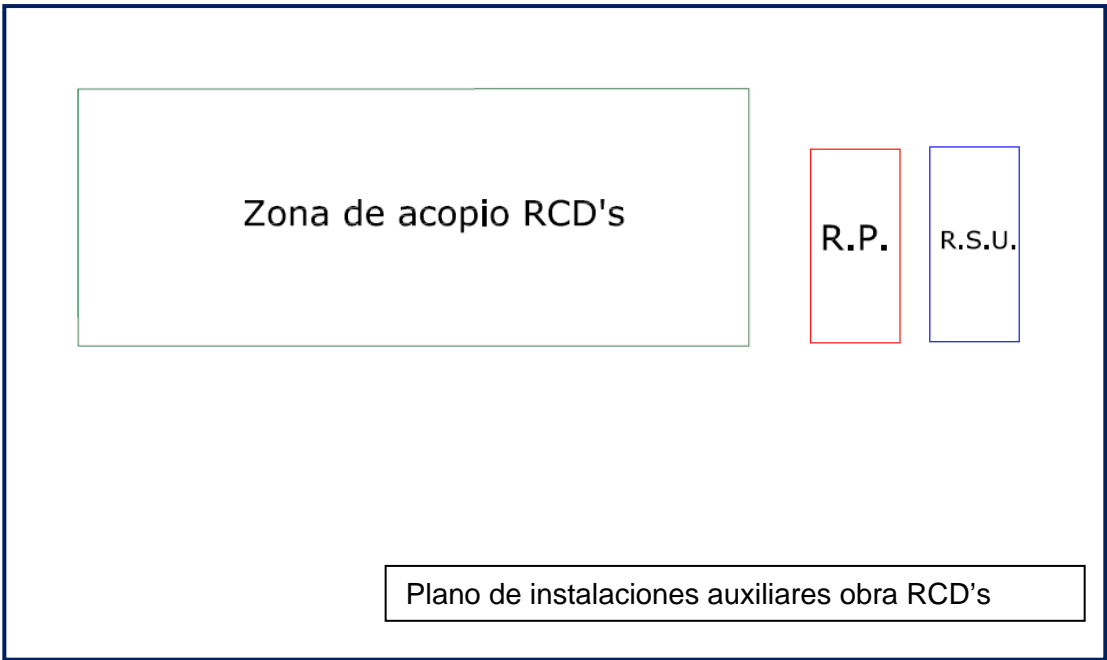 Zona de acopio RCD's
R.P.
R.S.U.
Plano de instalaciones auxiliares obra RCD’s